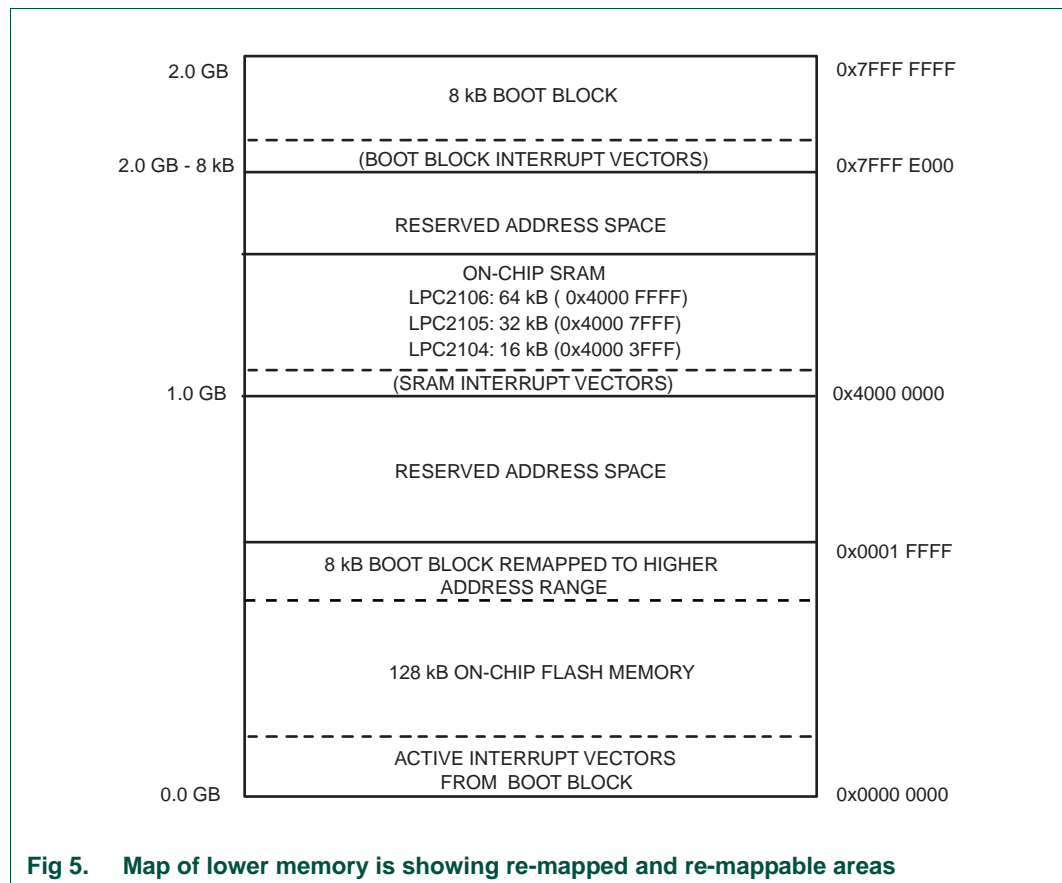 2.0 GB
0x7FFF FFFF
8 kB BOOT BLOCK
2.0 GB - 8 kB
(BOOT BLOCK INTERRUPT VECTORS)
0x7FFF E000
RESERVED ADDRESS SPACE
ON-CHIP SRAM
LPC2106: 64 kB ( 0x4000 FFFF)
LPC2105: 32 kB (0x4000 7FFF)
LPC2104: 16 kB (0x4000 3FFF)
(SRAM INTERRUPT VECTORS)
1.0 GB
0x4000 0000
RESERVED ADDRESS SPACE
0x0001 FFFF
8 kB BOOT BLOCK REMAPPED TO HIGHER
ADDRESS RANGE
128 kB ON-CHIP FLASH MEMORY
ACTIVE INTERRUPT VECTORS
FROM BOOT BLOCK
0.0 GB
0x0000 0000
Fig 5. Map of lower memory is showing re-mapped and re-mappable areas